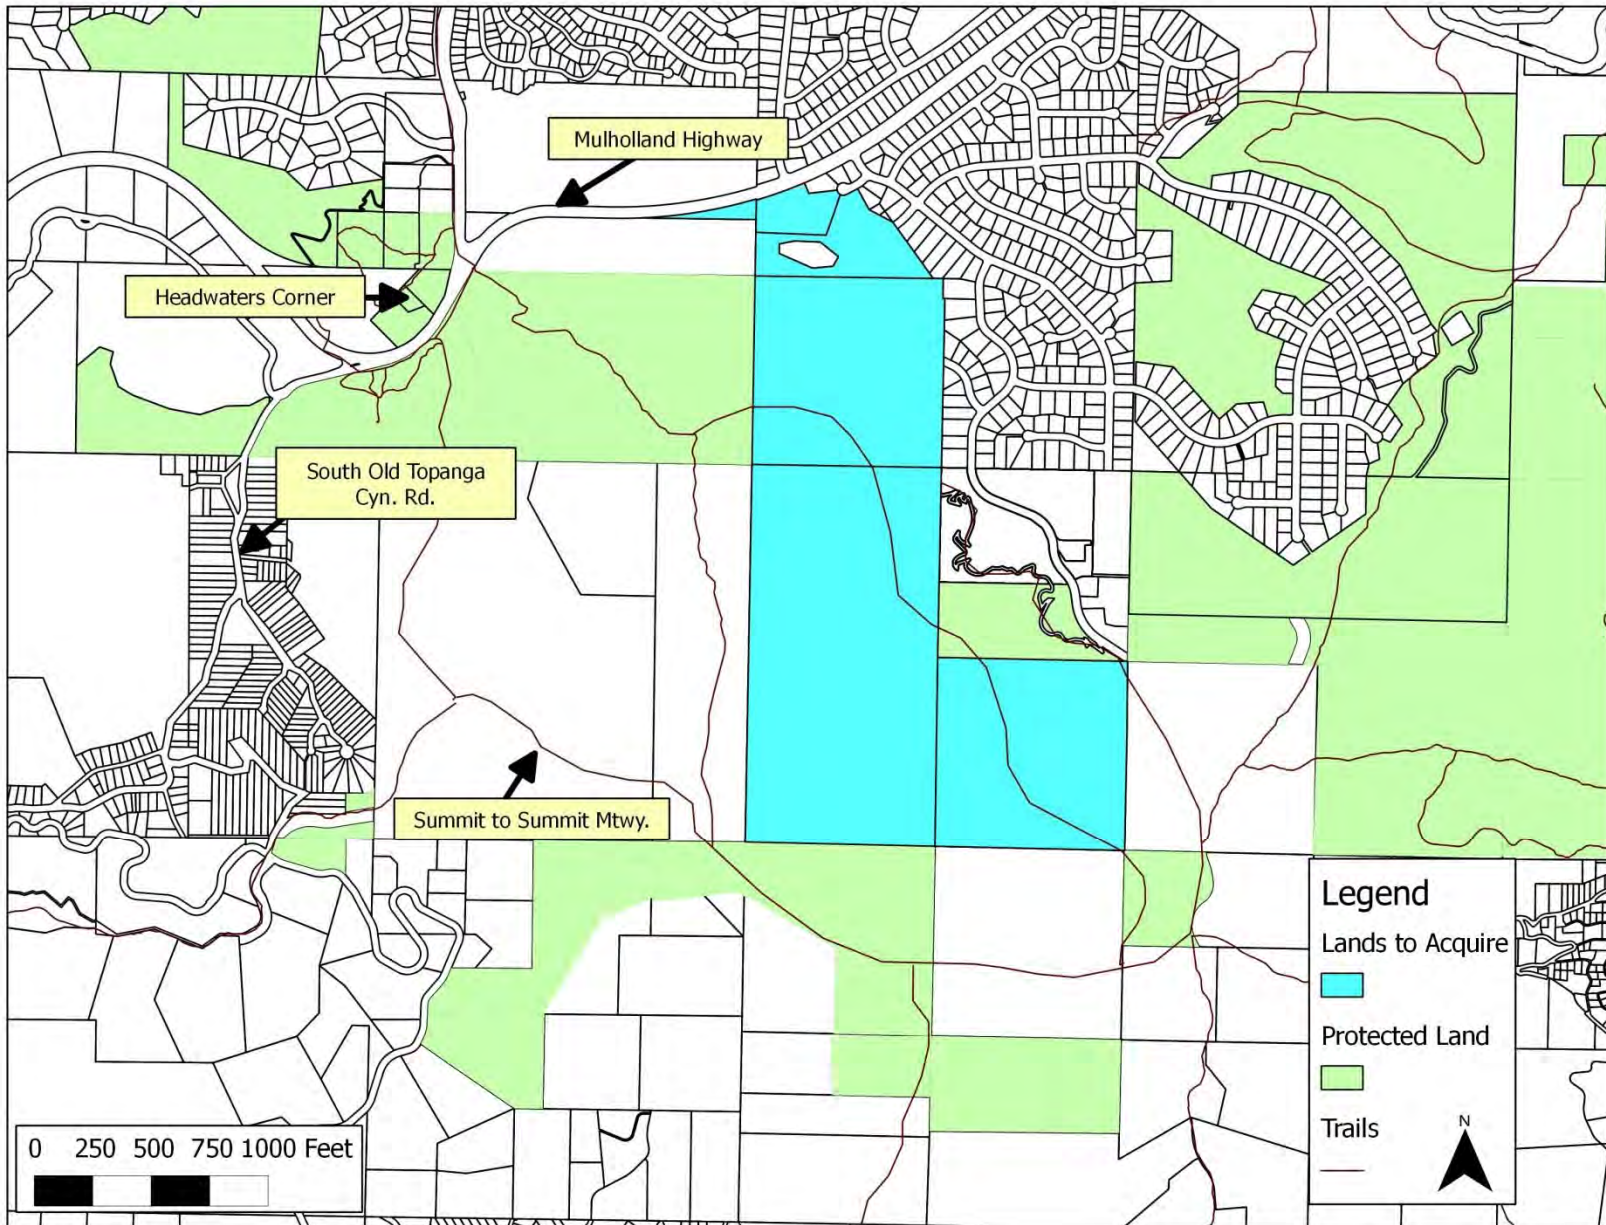 Mulholland Highway
Headwaters Corner
South Old Topanga
Cyn. Rd.
Summit to Summit Mtwy.
Legend
Lands to Acquire
Protected Land
Trails
N
0 250 500 750 1000 Feet